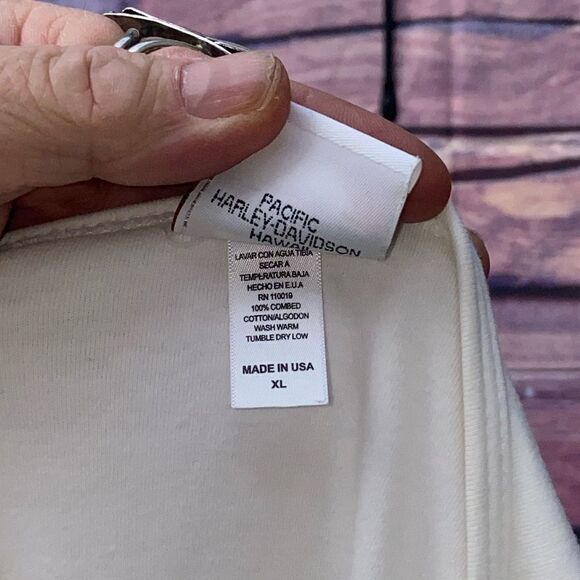 PACIFIC
HARLEY-DAVIDSON
HAWAII
LAVAR CON AGUA TIBIA
SECAR A
TEMPERATURA BAJA
HECHO EN E.U.A
RN 110019
100% COMBED
COTTON/ALGODON
WASH WARM
TUMBLE DRY LOW
MADE IN USA
XL